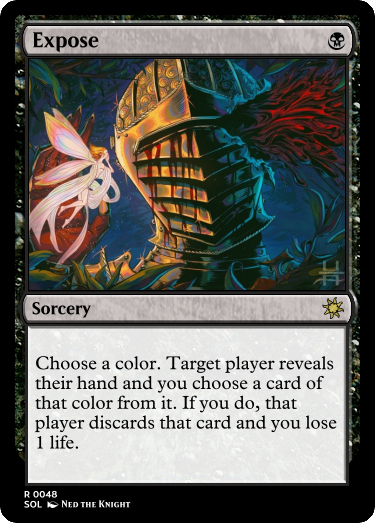 Expose
Sorcery
Choose a color. Target player reveals
their hand and you choose a card of
that color from it. If you do, that
player discards that card and you lose
1 life.
R 0048
SOL Ned the Knight